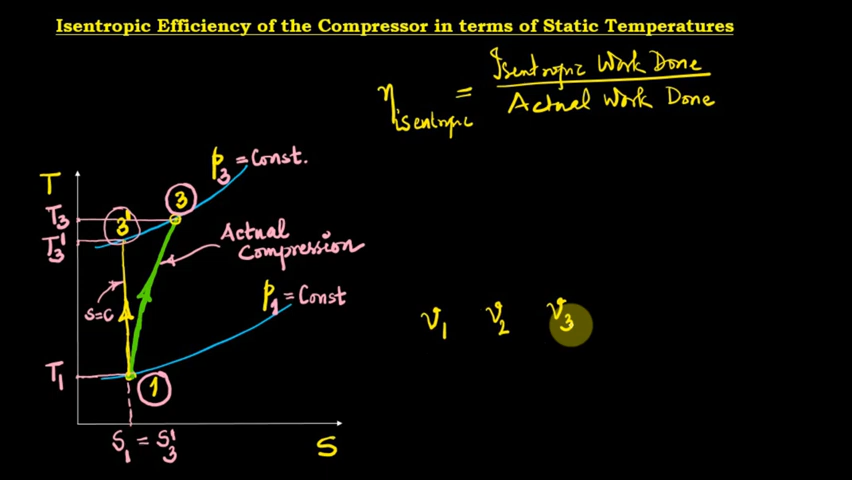 Isentropic Efficiency of the Compressor in terms of Static Temperatures
η isentropic = Isentropic Work Done / Actual Work Done
p3 = Const.
T
3
T3
3'
T3'
Actual Compression
s=c
p1 = Const
v1 v2 v3
T1
1
S1 = S3'
S